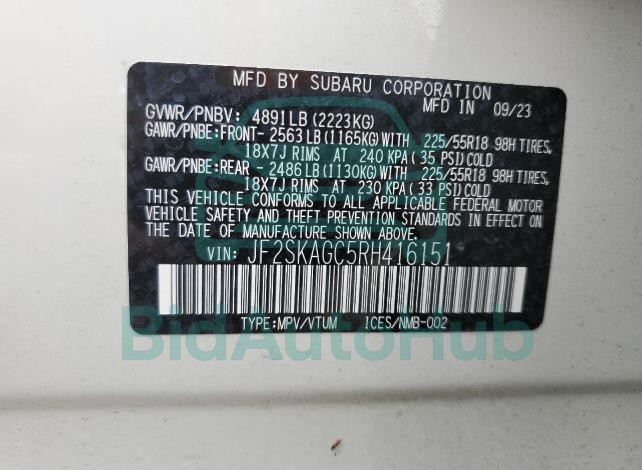 MFD BY SUBARU CORPORATION
MFD IN 09/23
GVWR/PNBV: 4891LB (2223KG)
GAWR/PNBE:FRONT- 2563LB (1165KG)WITH 225/55R18 98H TIRES,
18X7J RIMS AT 240 KPA (35 PSI)COLD
GAWR/PNBE:REAR - 2486LB (1130KG)WITH 225/55R18 98H TIRES,
18X7J RIMS AT 230 KPA (33 PSI)COLD
THIS VEHICLE CONFORMS TO ALL APPLICABLE FEDERAL MOTOR
VEHICLE SAFETY AND THEFT PREVENTION STANDARDS IN EFFECT ON
THE DATE OF MANUFACTURE SHOWN ABOVE.
VIN: JF2SKAGC5RH416151
TYPE:MPV/VTUM ICES/NMB-002
BidAutoHub